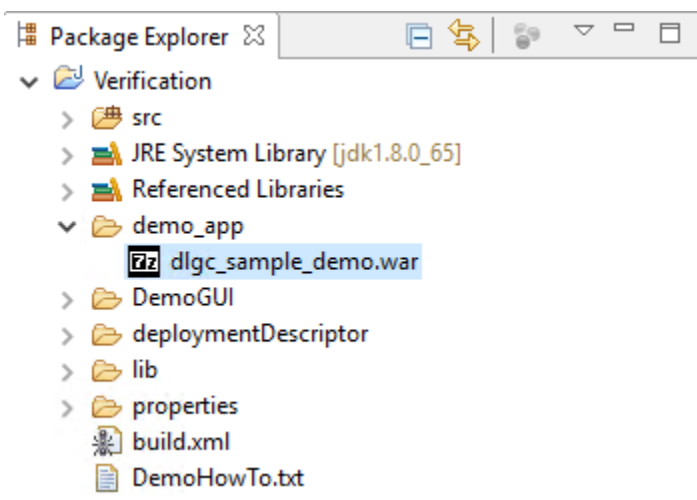 Package Explorer
Verification
src
JRE System Library [jdk1.8.0_65]
Referenced Libraries
demo_app
7z dlgc_sample_demo.war
DemoGUI
deploymentDescriptor
lib
properties
build.xml
DemoHowTo.txt